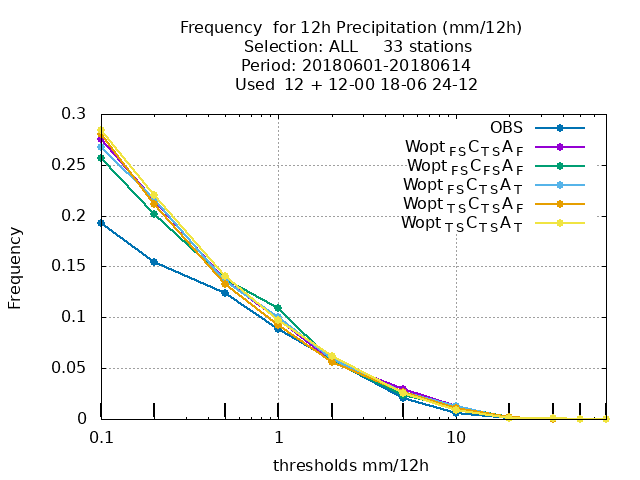 Frequency  for 12h Precipitation (mm/12h)
Selection: ALL     33 stations
Period: 20180601-20180614
Used  12 + 12-00 18-06 24-12
0.3
0.25
0.2
0.15
0.1
0.05
0
Frequency
OBS
Wopt FS C TS A F
Wopt FS C FS A F
Wopt FS C TS A T
Wopt TS C TS A F
Wopt TS C TS A T
0.1 1 10
thresholds mm/12h